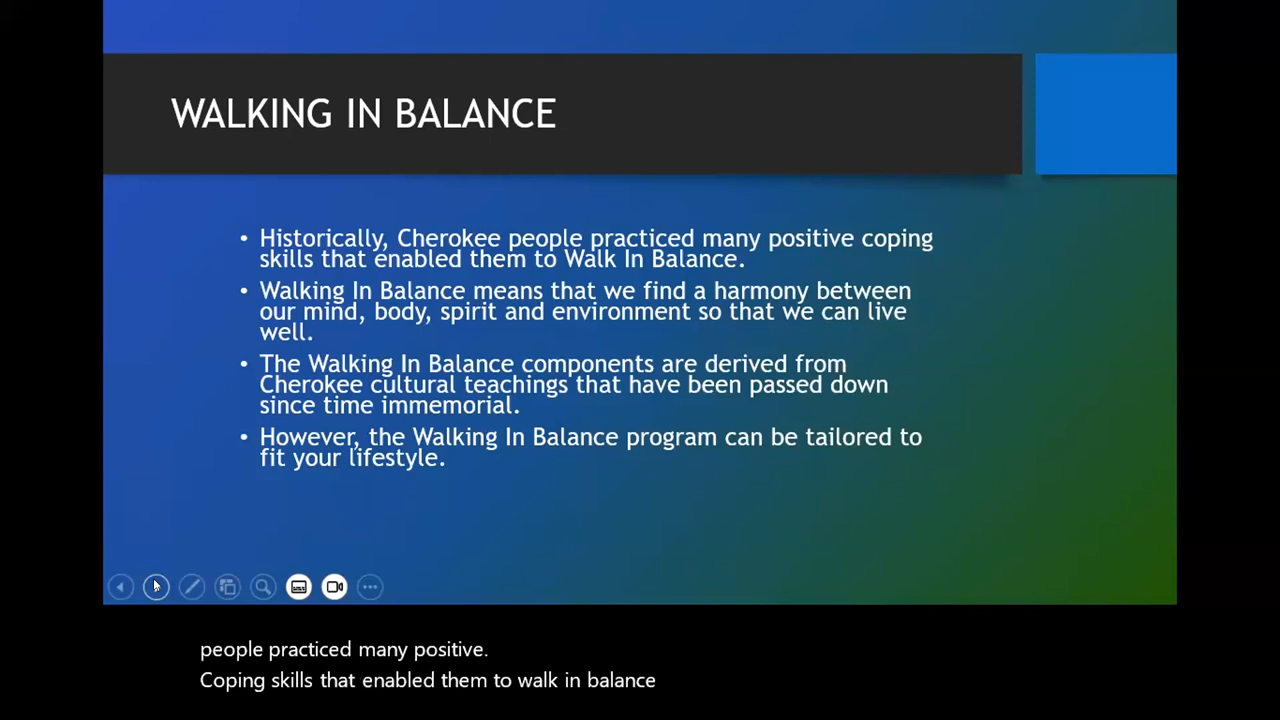 WALKING IN BALANCE
• Historically, Cherokee people practiced many positive coping
skills that enabled them to Walk In Balance.
• Walking In Balance means that we find a harmony between
our mind, body, spirit and environment so that we can live
well.
• The Walking In Balance components are derived from
Cherokee cultural teachings that have been passed down
since time immemorial.
• However, the Walking In Balance program can be tailored to
fit your lifestyle.
people practiced many positive.
Coping skills that enabled them to walk in balance